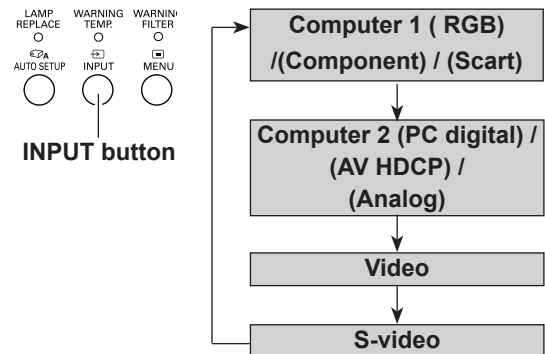 LAMP REPLACE
WARNING TEMP.
WARNING FILTER
A
AUTO SETUP
INPUT
MENU
INPUT button
Computer 1 ( RGB)
/(Component) / (Scart)
Computer 2 (PC digital) /
(AV HDCP) /
(Analog)
Video
S-video